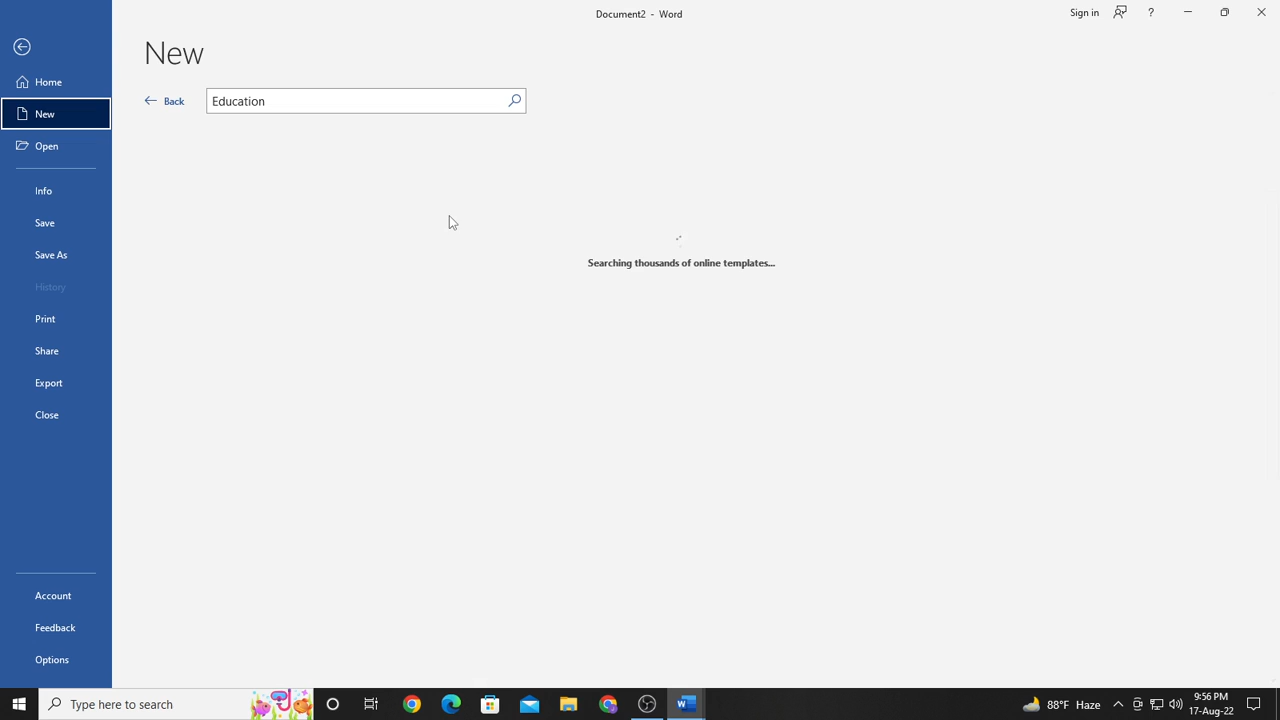 Document2 - Word
Sign in
?
New
Back
Education
Home
New
Open
Info
Save
Save As
History
Print
Share
Export
Close
Account
Feedback
Options
Searching thousands of online templates...
Type here to search
88°F Haze
9:56 PM
17-Aug-22